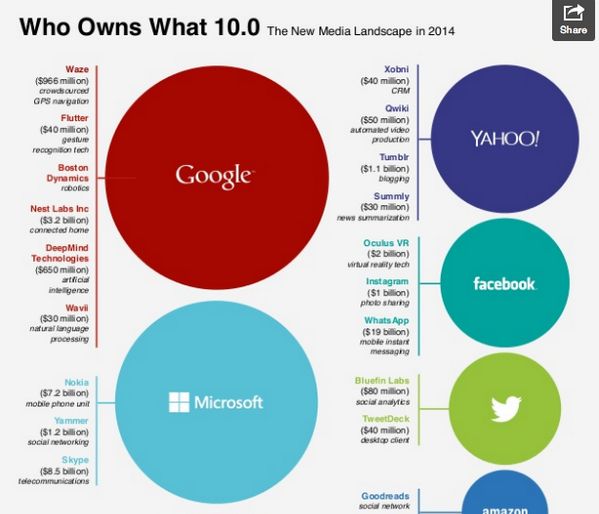 Who Owns What 10.0 The New Media Landscape in 2014
Share
Waze
($966 million)
crowdsourced
GPS navigation
Flutter
($40 million)
gesture
recognition tech
Boston
Dynamics
robotics
Nest Labs Inc
($3.2 billion)
connected home
DeepMind
Technologies
($650 million)
artificial
intelligence
Wavii
($30 million)
natural language
processing
Google
Nokia
($7.2 billion)
mobile phone unit
Yammer
($1.2 billion)
social networking
Skype
($8.5 billion)
telecommunications
Microsoft
Xobni
($40 million)
CRM
Qwiki
($50 million)
automated video
production
Tumblr
($1.1 billion)
blogging
Summly
($30 million)
news summarization
YAHOO!
Oculus VR
($2 billion)
virtual reality tech
Instagram
($1 billion)
photo sharing
WhatsApp
($19 billion)
mobile instant
messaging
facebook
Bluefin Labs
($80 million)
social analytics
TweetDeck
($40 million)
desktop client
Goodreads
social network
amazon